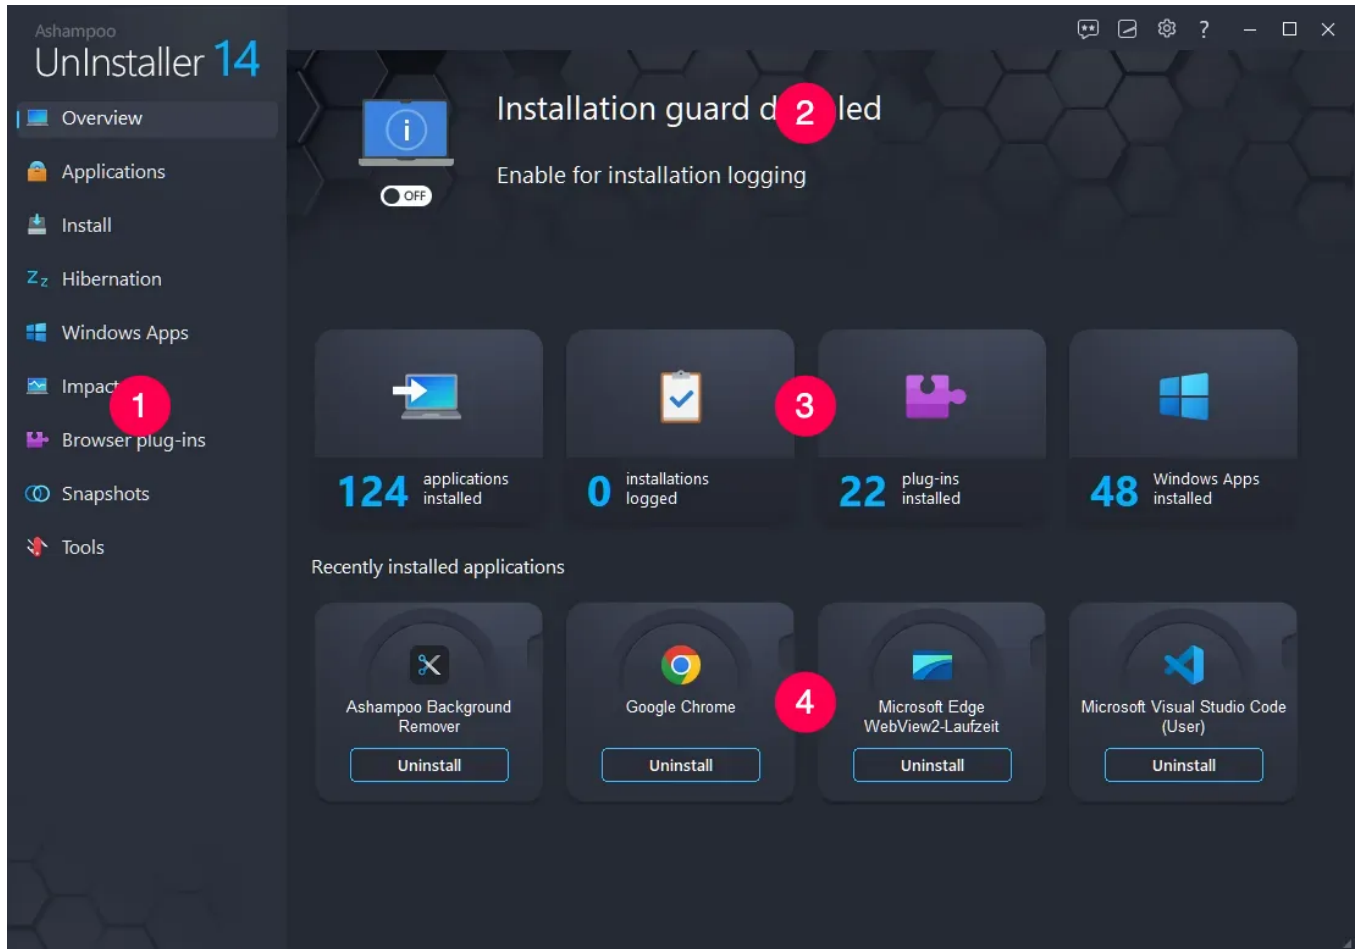 Ashampoo
UnInstaller 14
Overview
Applications
Install
Hibernation
Windows Apps
Impact
Browser plug-ins
Snapshots
Tools
1
?
i
OFF
Installation guard d 2 led
Enable for installation logging
124 applications installed
0 installations logged
3
22 plug-ins installed
48 Windows Apps installed
Recently installed applications
Ashampoo Background
Remover
Uninstall
Google Chrome
Uninstall
4
Microsoft Edge
WebView2-Laufzeit
Uninstall
Microsoft Visual Studio Code
(User)
Uninstall